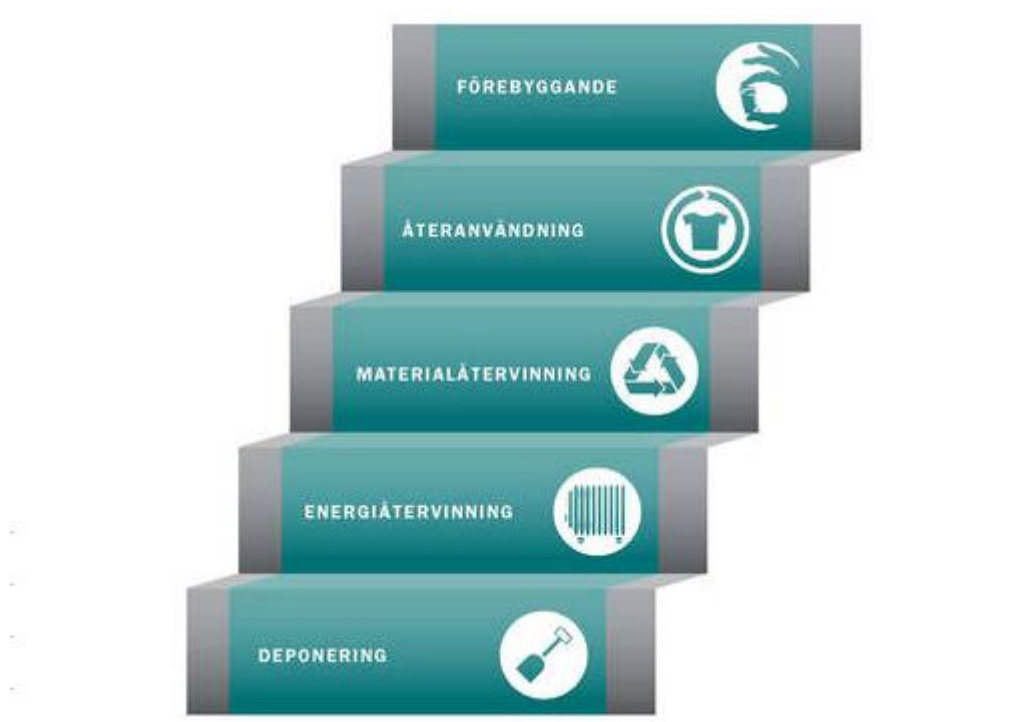 FÖREBYGGANDE
ÅTERANVÄNDNING
MATERIALÅTERVINNING
ENERGIÅTERVINNING
DEPONERING